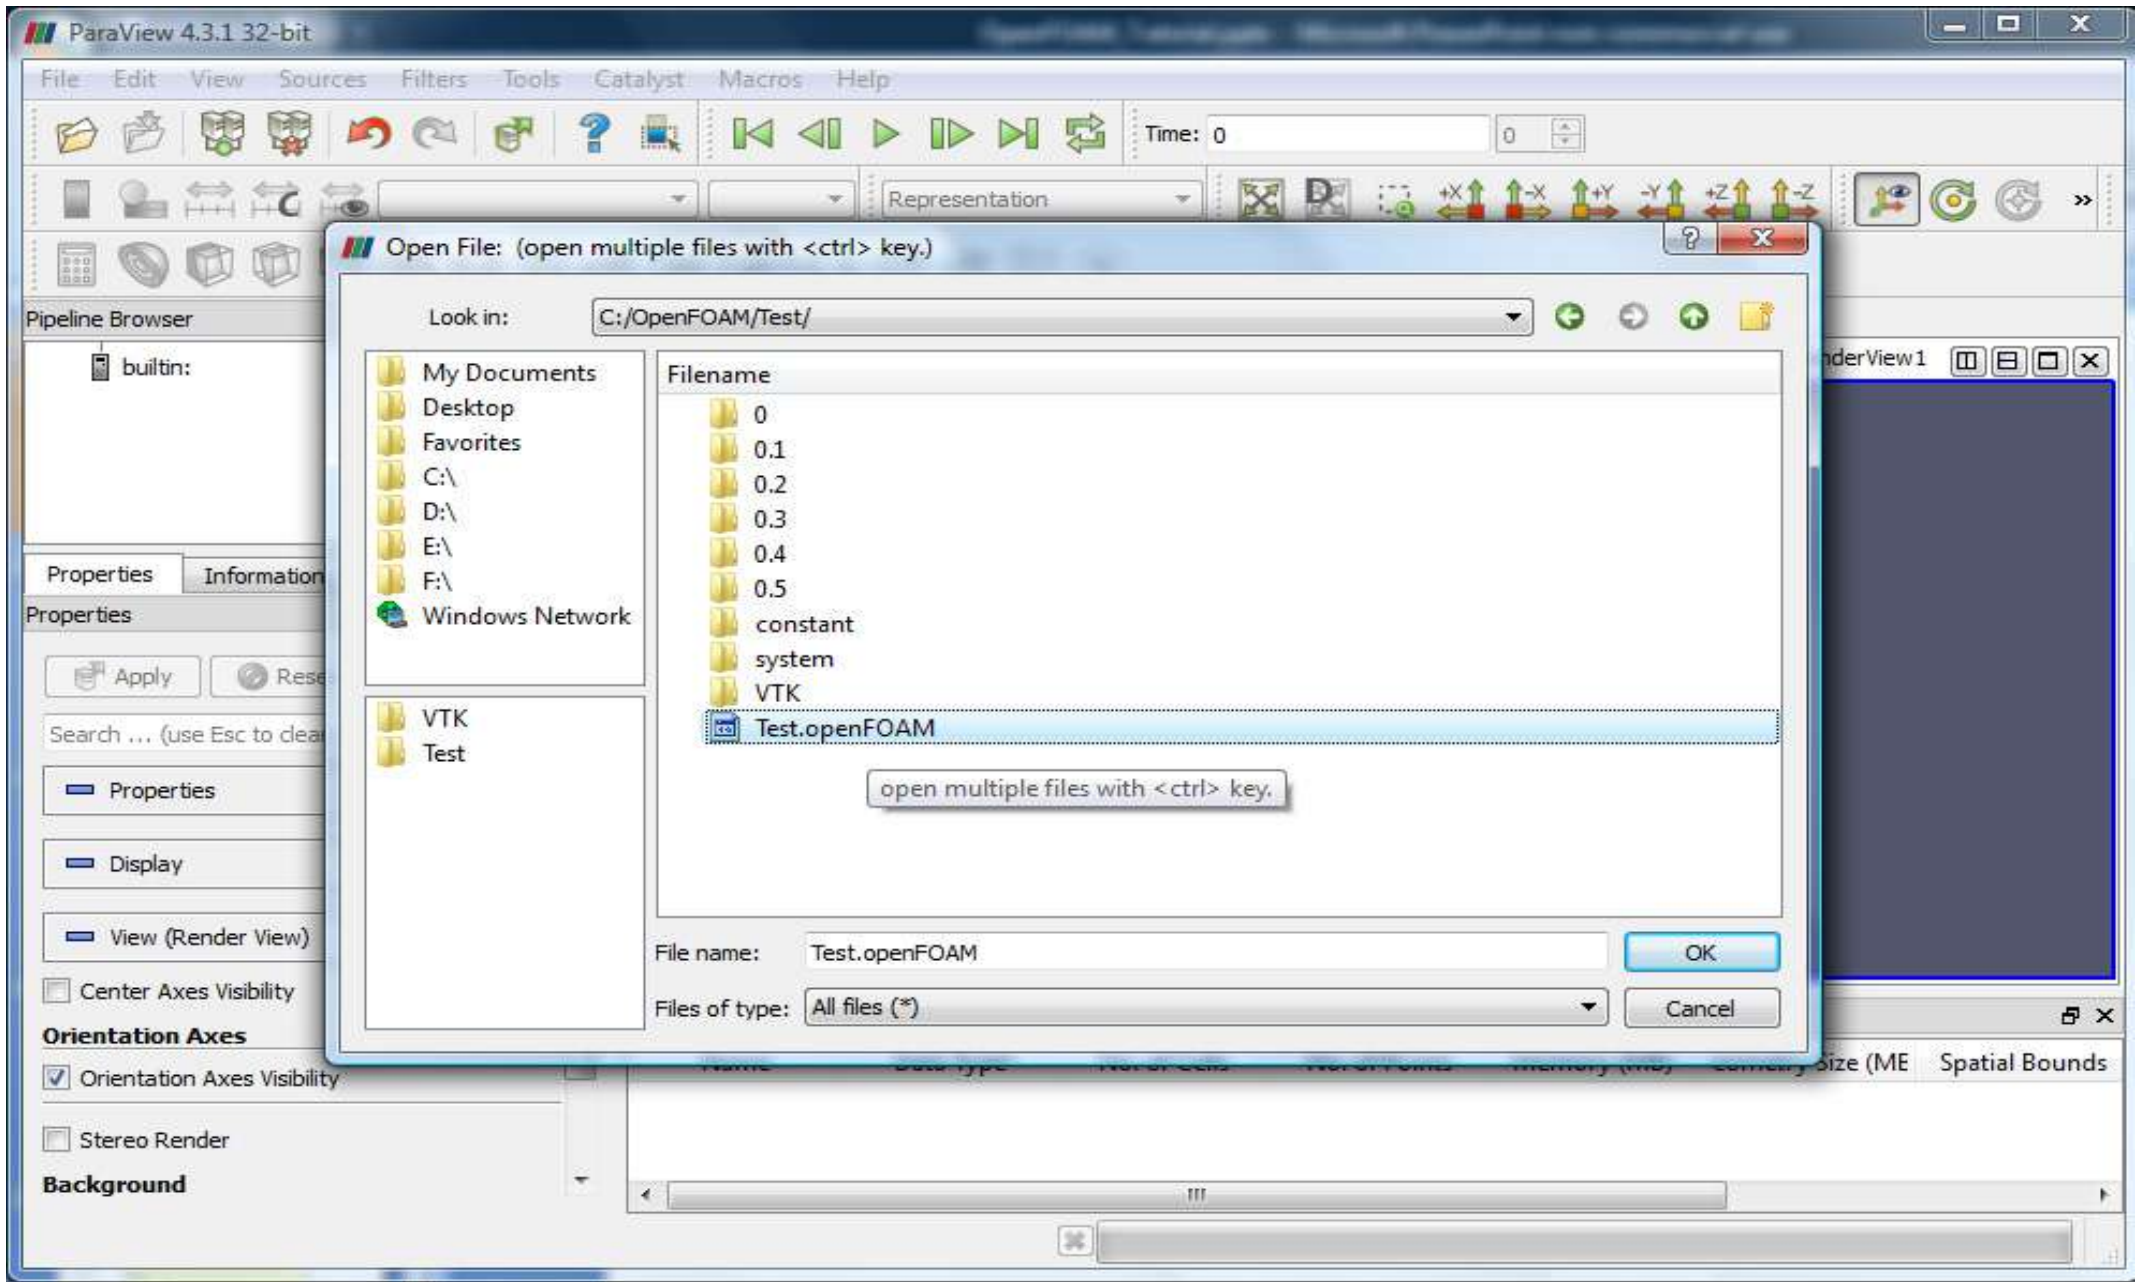 ParaView 4.3.1 32-bit
File Edit View Sources Filters Tools Catalyst Macros Help
Time: 0 0
Representation
+X -X +Y -Y +Z -Z
Open File: (open multiple files with <ctrl> key.)
Look in: C:/OpenFOAM/Test/
Pipeline Browser
builtin:
My Documents
Desktop
Favorites
C:\
D:\
E:\
F:\
Windows Network
VTK
Test
Filename
0
0.1
0.2
0.3
0.4
0.5
constant
system
VTK
Test.openFOAM
open multiple files with <ctrl> key.
File name: Test.openFOAM OK
Files of type: All files (*) Cancel
Properties Information
Properties
Apply
Search ... (use Esc to clea
Properties
Display
View (Render View)
Center Axes Visibility
Orientation Axes
Orientation Axes Visibility
Stereo Render
Background
Spatial Bounds